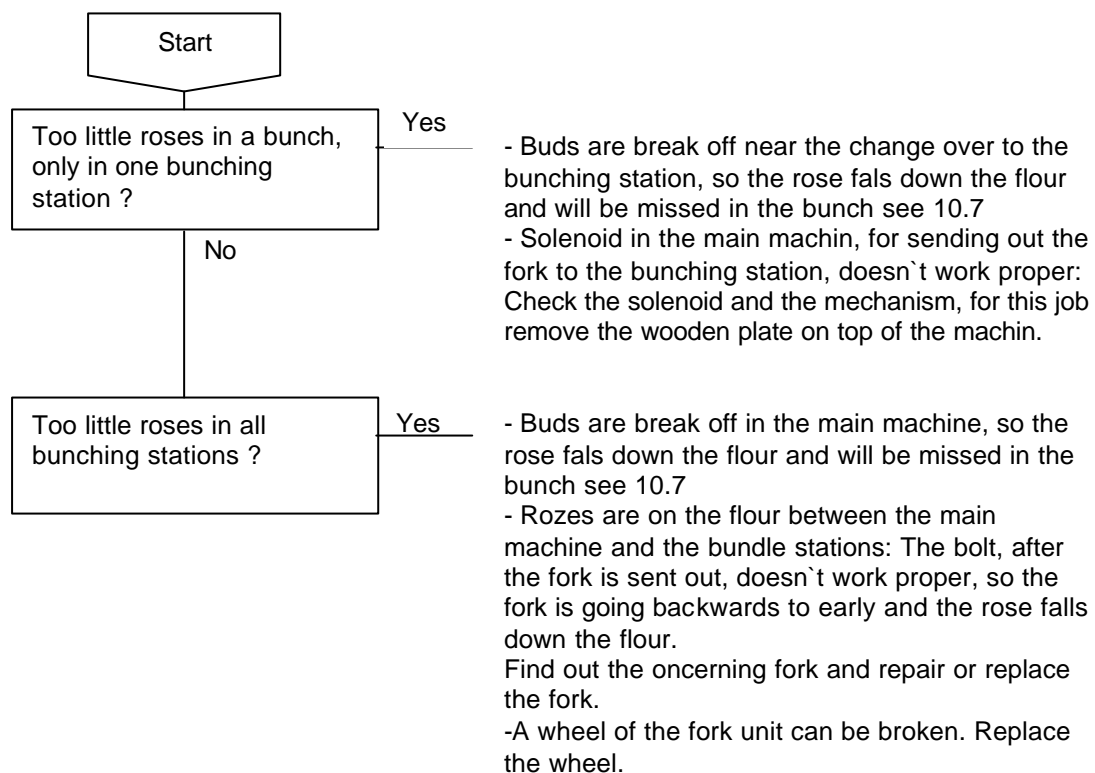 Start
Too little roses in a bunch,
only in one bunching
station ?
Yes
- Buds are break off near the change over to the
bunching station, so the rose fals down the flour
and will be missed in the bunch see 10.7
- Solenoid in the main machin, for sending out the
fork to the bunching station, doesn`t work proper:
Check the solenoid and the mechanism, for this job
remove the wooden plate on top of the machin.
No
Too little roses in all
bunching stations ?
Yes
- Buds are break off in the main machine, so the
rose fals down the flour and will be missed in the
bunch see 10.7
- Rozes are on the flour between the main
machine and the bundle stations: The bolt, after
the fork is sent out, doesn`t work proper, so the
fork is going backwards to early and the rose falls
down the flour.
Find out the oncerning fork and repair or replace
the fork.
-A wheel of the fork unit can be broken. Replace
the wheel.